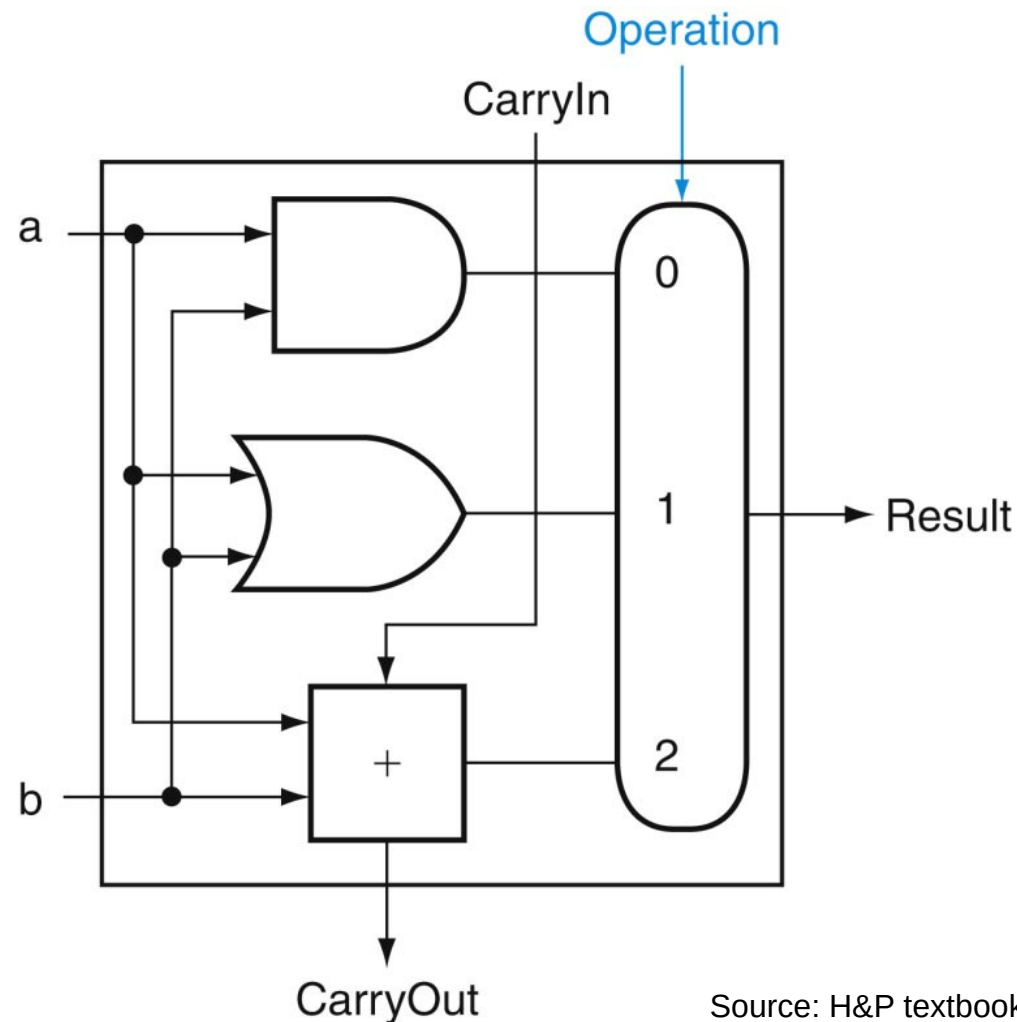 Operation
CarryIn
a
0
1
Result
+
2
b
CarryOut
Source: H&P textbook